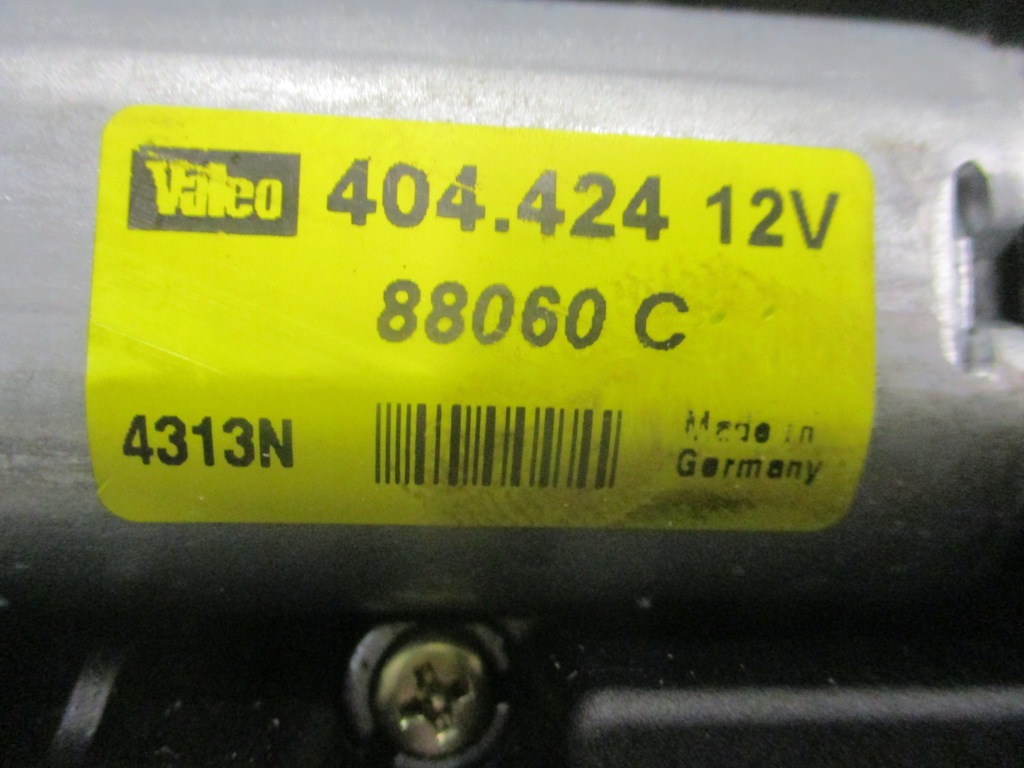 Valeo 404.424 12V
88060 C
4313N
Made in
Germany